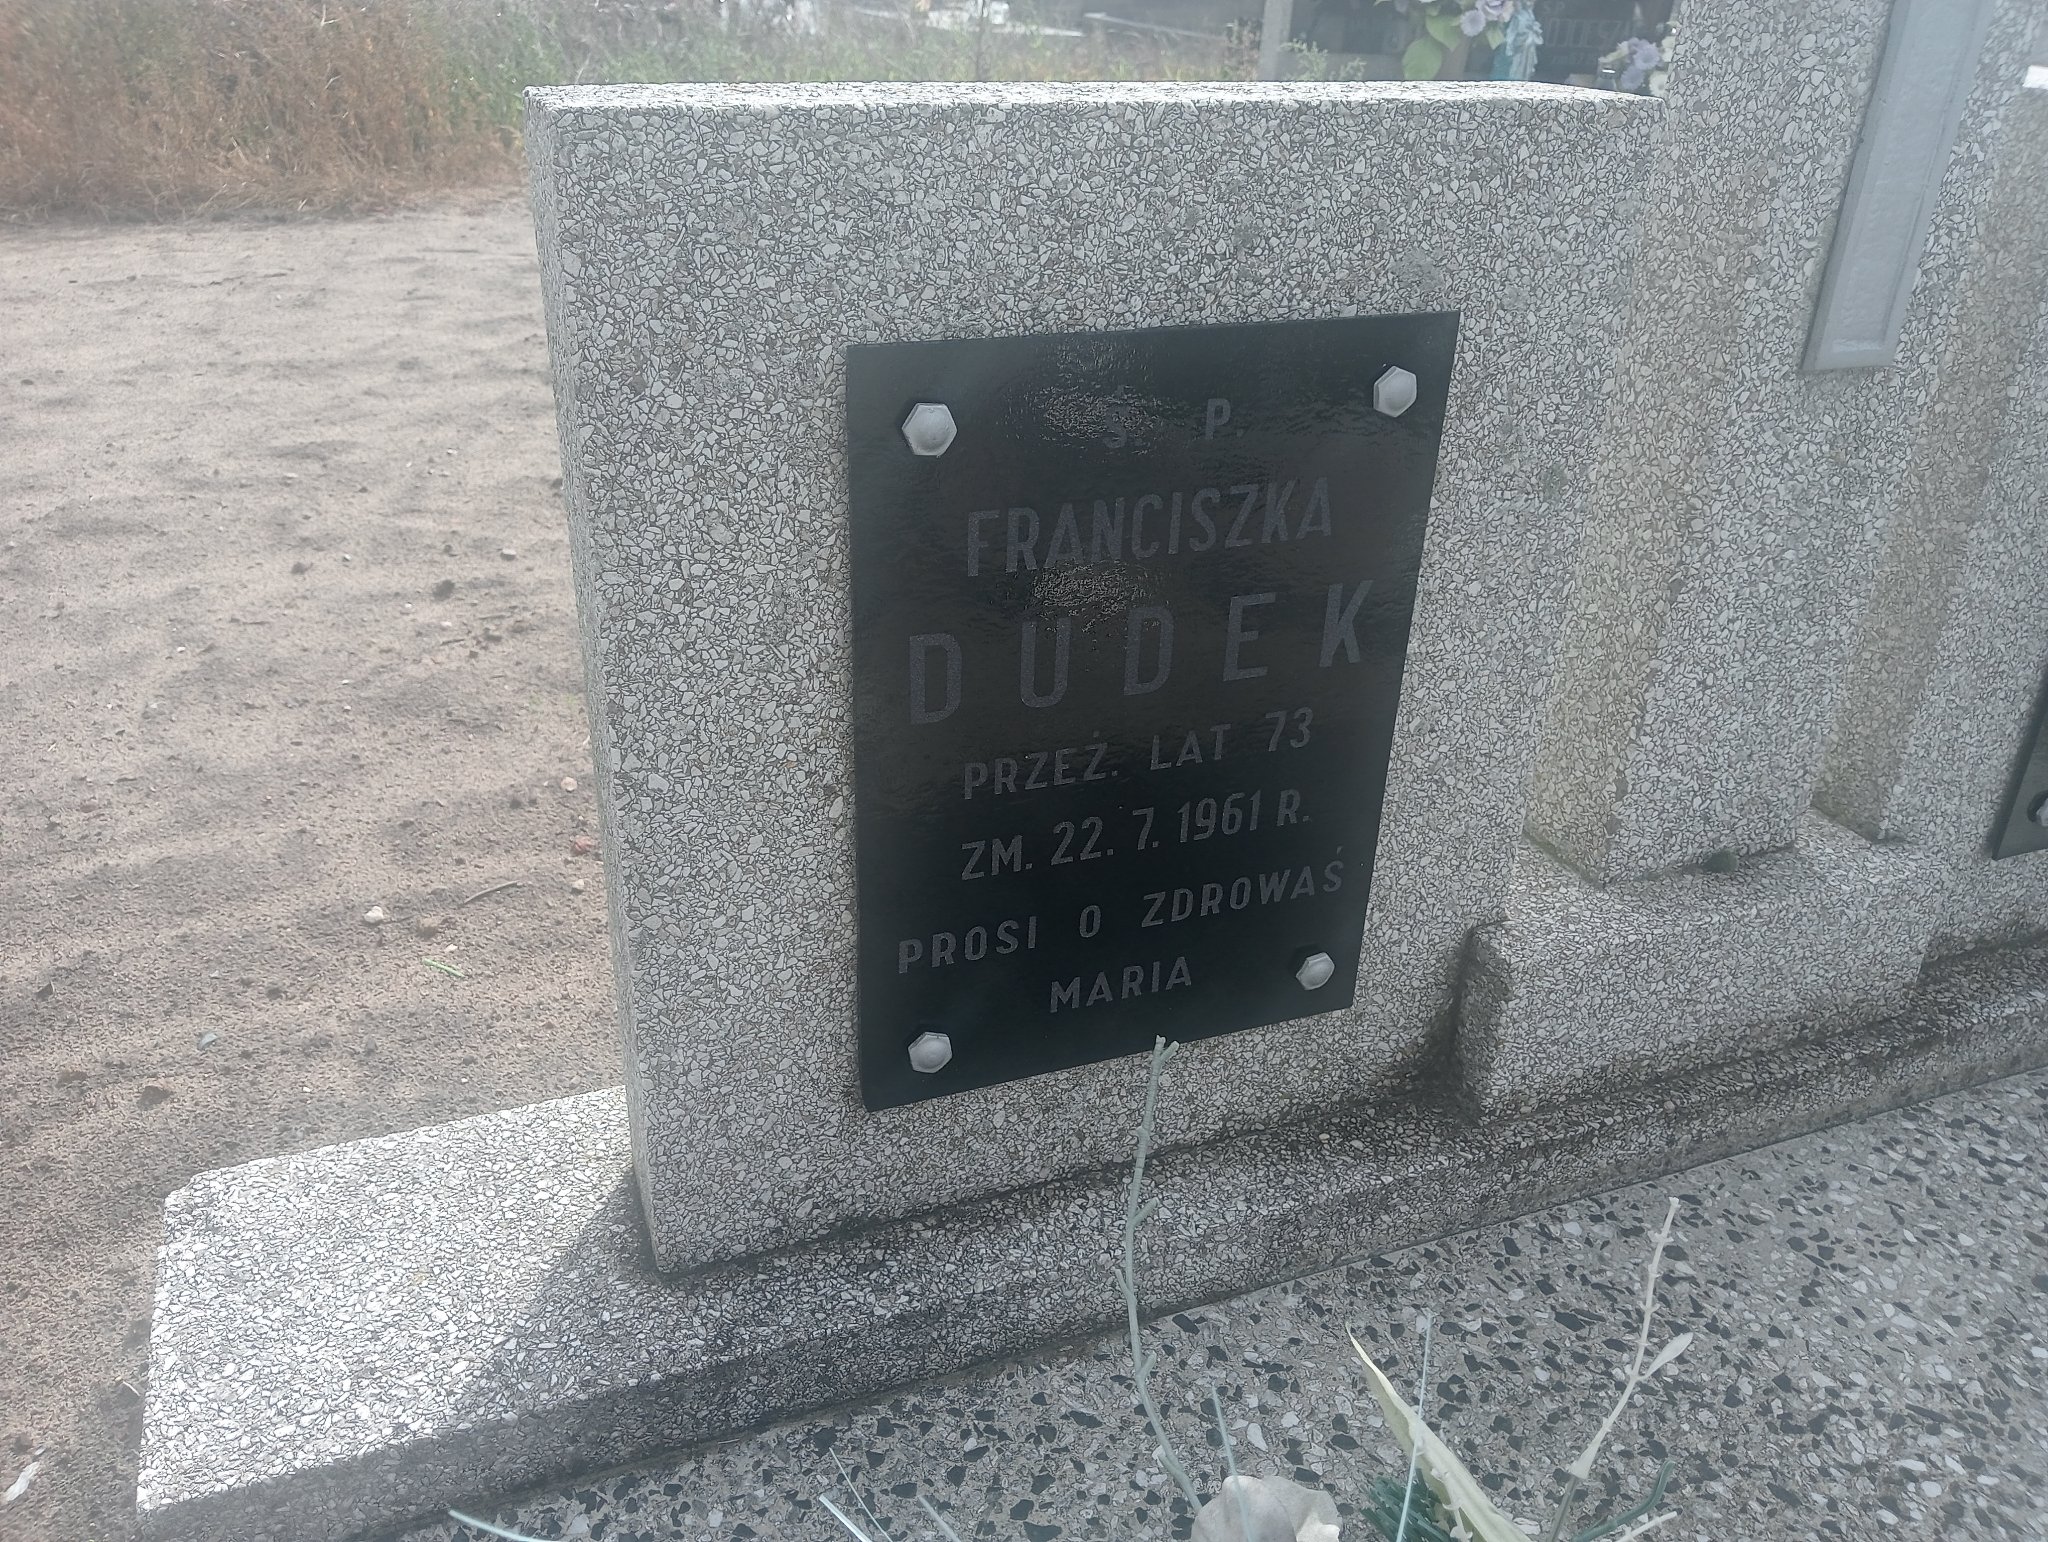 Ś. P.
FRANCISZKA
DUDEK
PRZEŻ. LAT 73
ZM. 22. 7. 1961 R.
PROSI O ZDROWAŚ
MARIA